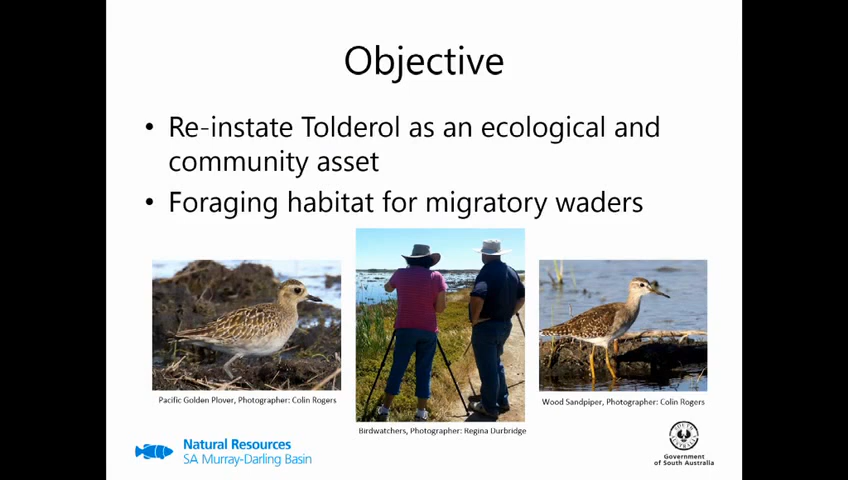 Objective
• Re-instate Tolderol as an ecological and
community asset
• Foraging habitat for migratory waders
Pacific Golden Plover, Photographer: Colin Rogers
Birdwatchers, Photographer: Regina Durbridge
Wood Sandpiper, Photographer: Colin Rogers
Natural Resources
SA Murray-Darling Basin
Government
of South Australia